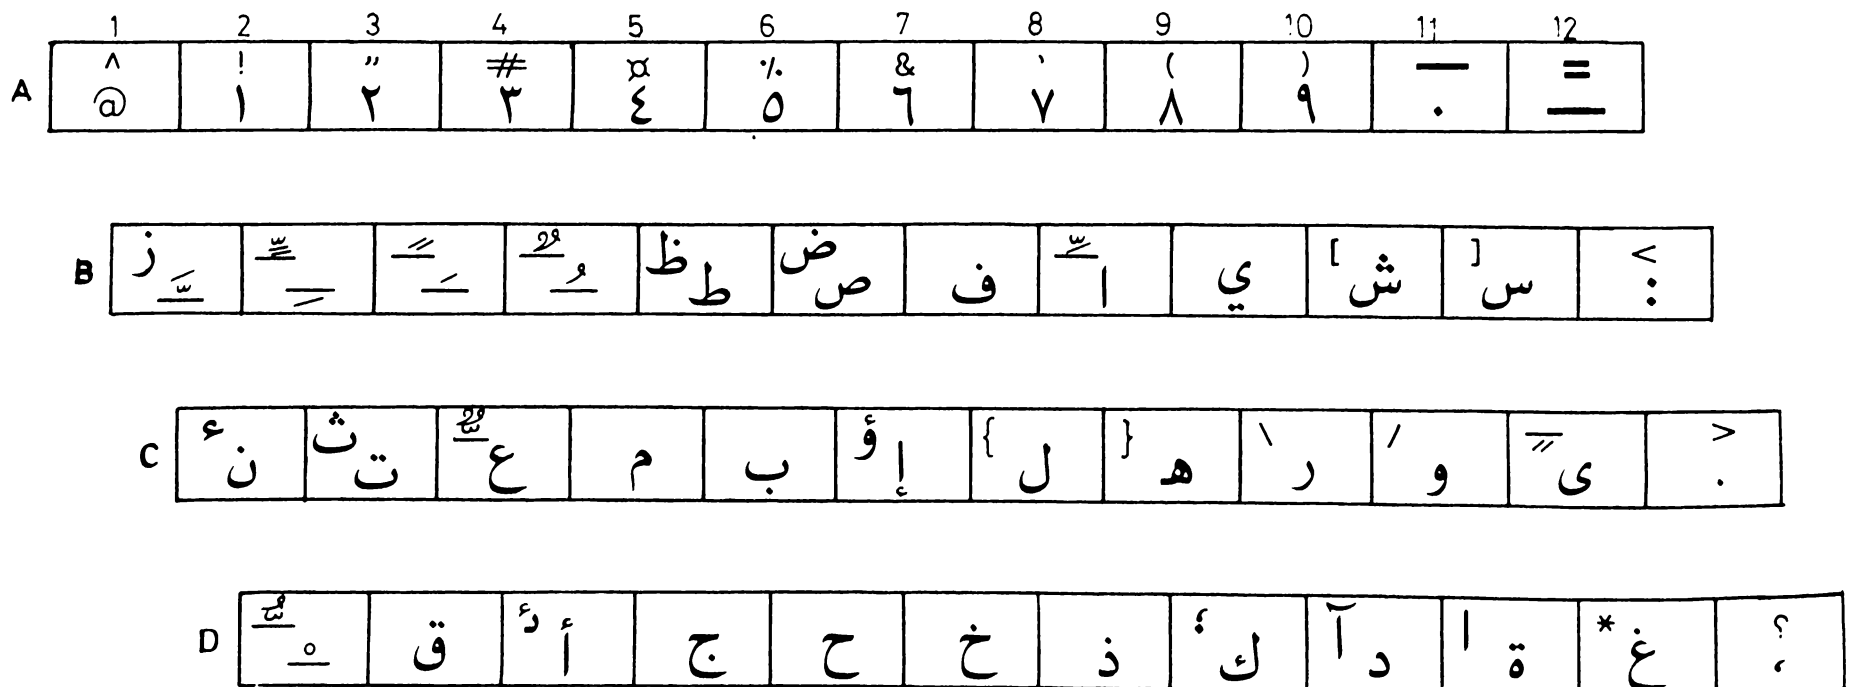 1 2 3 4 5 6 7 8 9 10 11 12
A ^ ! " # ¤ % & ` ( ) — =
@ ١ ٢ ٣ ٤ ٥ ٦ ٧ ٨ ٩ ٠ —
B ز ظ ض [ ] <
ط ص ف ا ي ش س :
C ء ث ؤ { } \ / >
ن ت ع م ب إ ل ه ر و ى .
D ؛ آ ا * ؟
ق أ ج ح خ ذ ك د ة غ ،